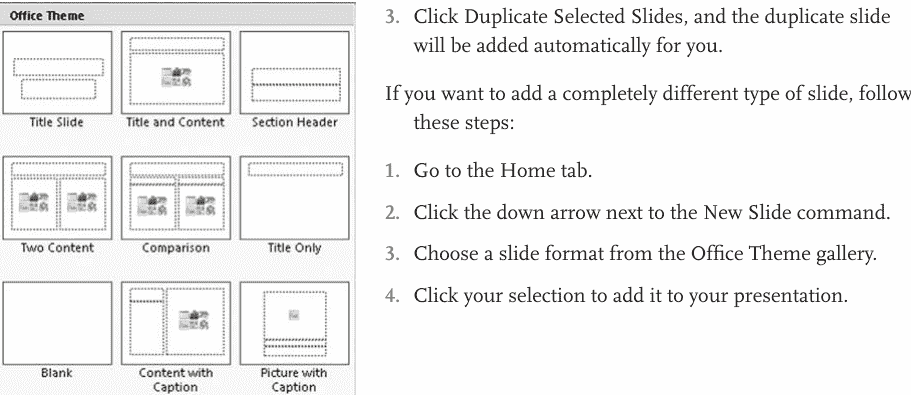 Office Theme
Title Slide
Title and Content
Section Header
Two Content
Comparison
Title Only
Blank
Content with
Caption
Picture with
Caption
3. Click Duplicate Selected Slides, and the duplicate slide
will be added automatically for you.
If you want to add a completely different type of slide, follow
these steps:
1. Go to the Home tab.
2. Click the down arrow next to the New Slide command.
3. Choose a slide format from the Office Theme gallery.
4. Click your selection to add it to your presentation.